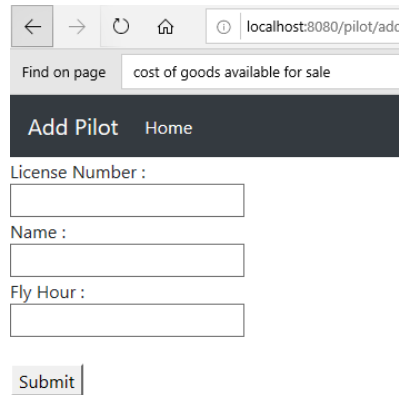 localhost:8080/pilot/add
Find on page cost of goods available for sale
Add Pilot Home
License Number :
Name :
Fly Hour :
Submit